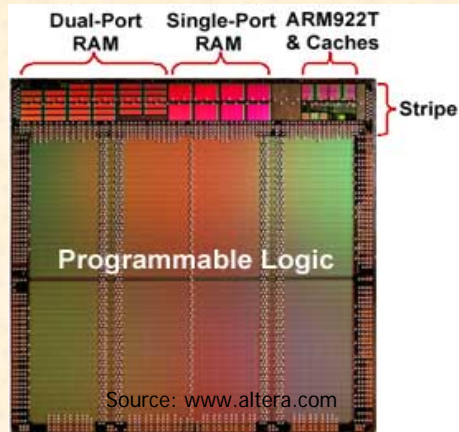 Dual-Port
RAM
Single-Port
RAM
ARM922T
& Caches
Stripe
Programmable Logic
Source: www.altera.com